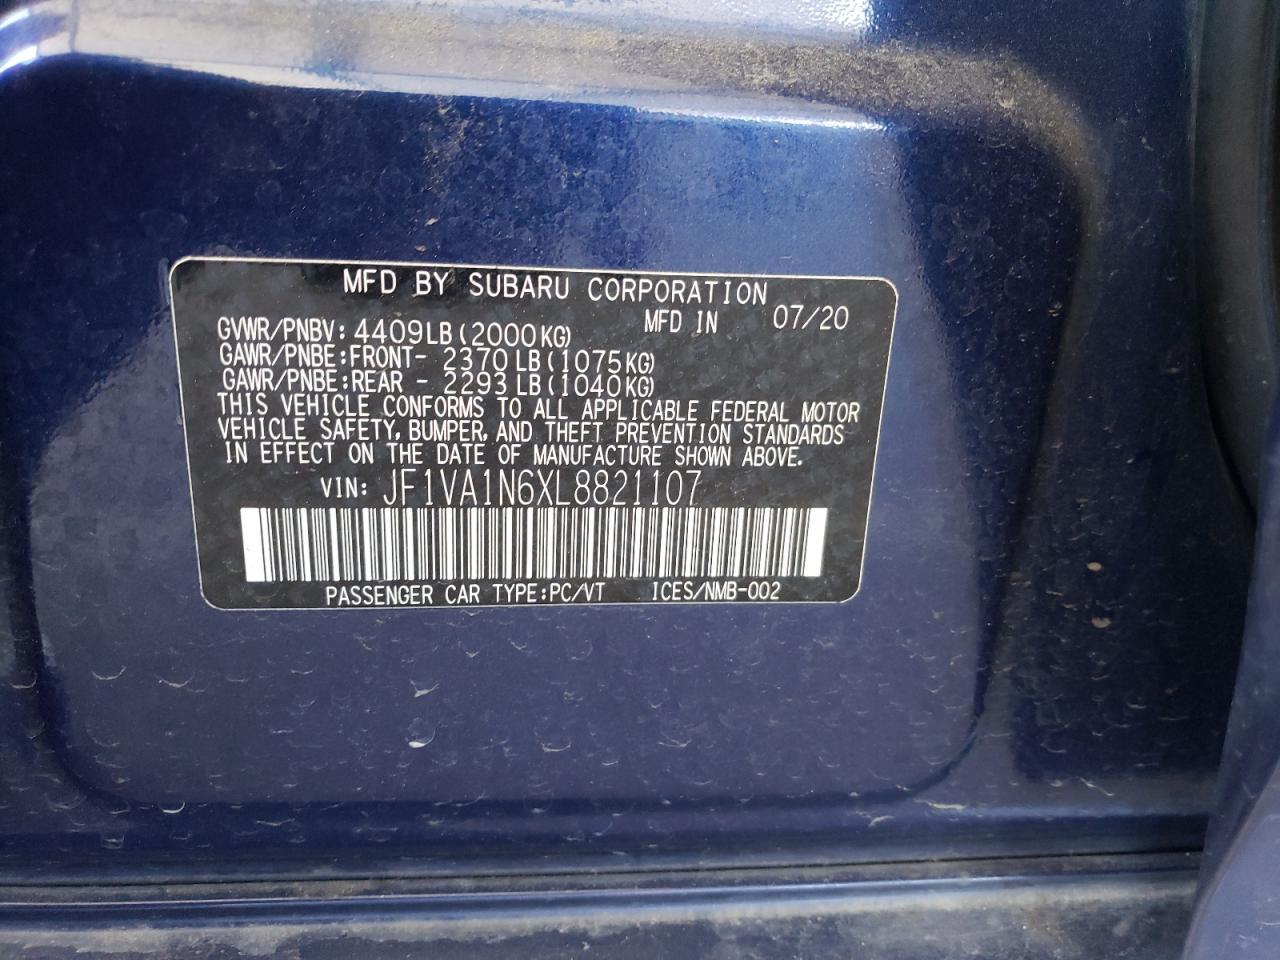 MFD BY SUBARU CORPORATION
MFD IN 07/20
GVWR/PNBV: 4409LB(2000KG)
GAWR/PNBE:FRONT- 2370LB(1075KG)
GAWR/PNBE:REAR - 2293LB(1040KG)
THIS VEHICLE CONFORMS TO ALL APPLICABLE FEDERAL MOTOR
VEHICLE SAFETY, BUMPER, AND THEFT PREVENTION STANDARDS
IN EFFECT ON THE DATE OF MANUFACTURE SHOWN ABOVE.
VIN: JF1VA1N6XL8821107
PASSENGER CAR TYPE:PC/VT ICES/NMB-002